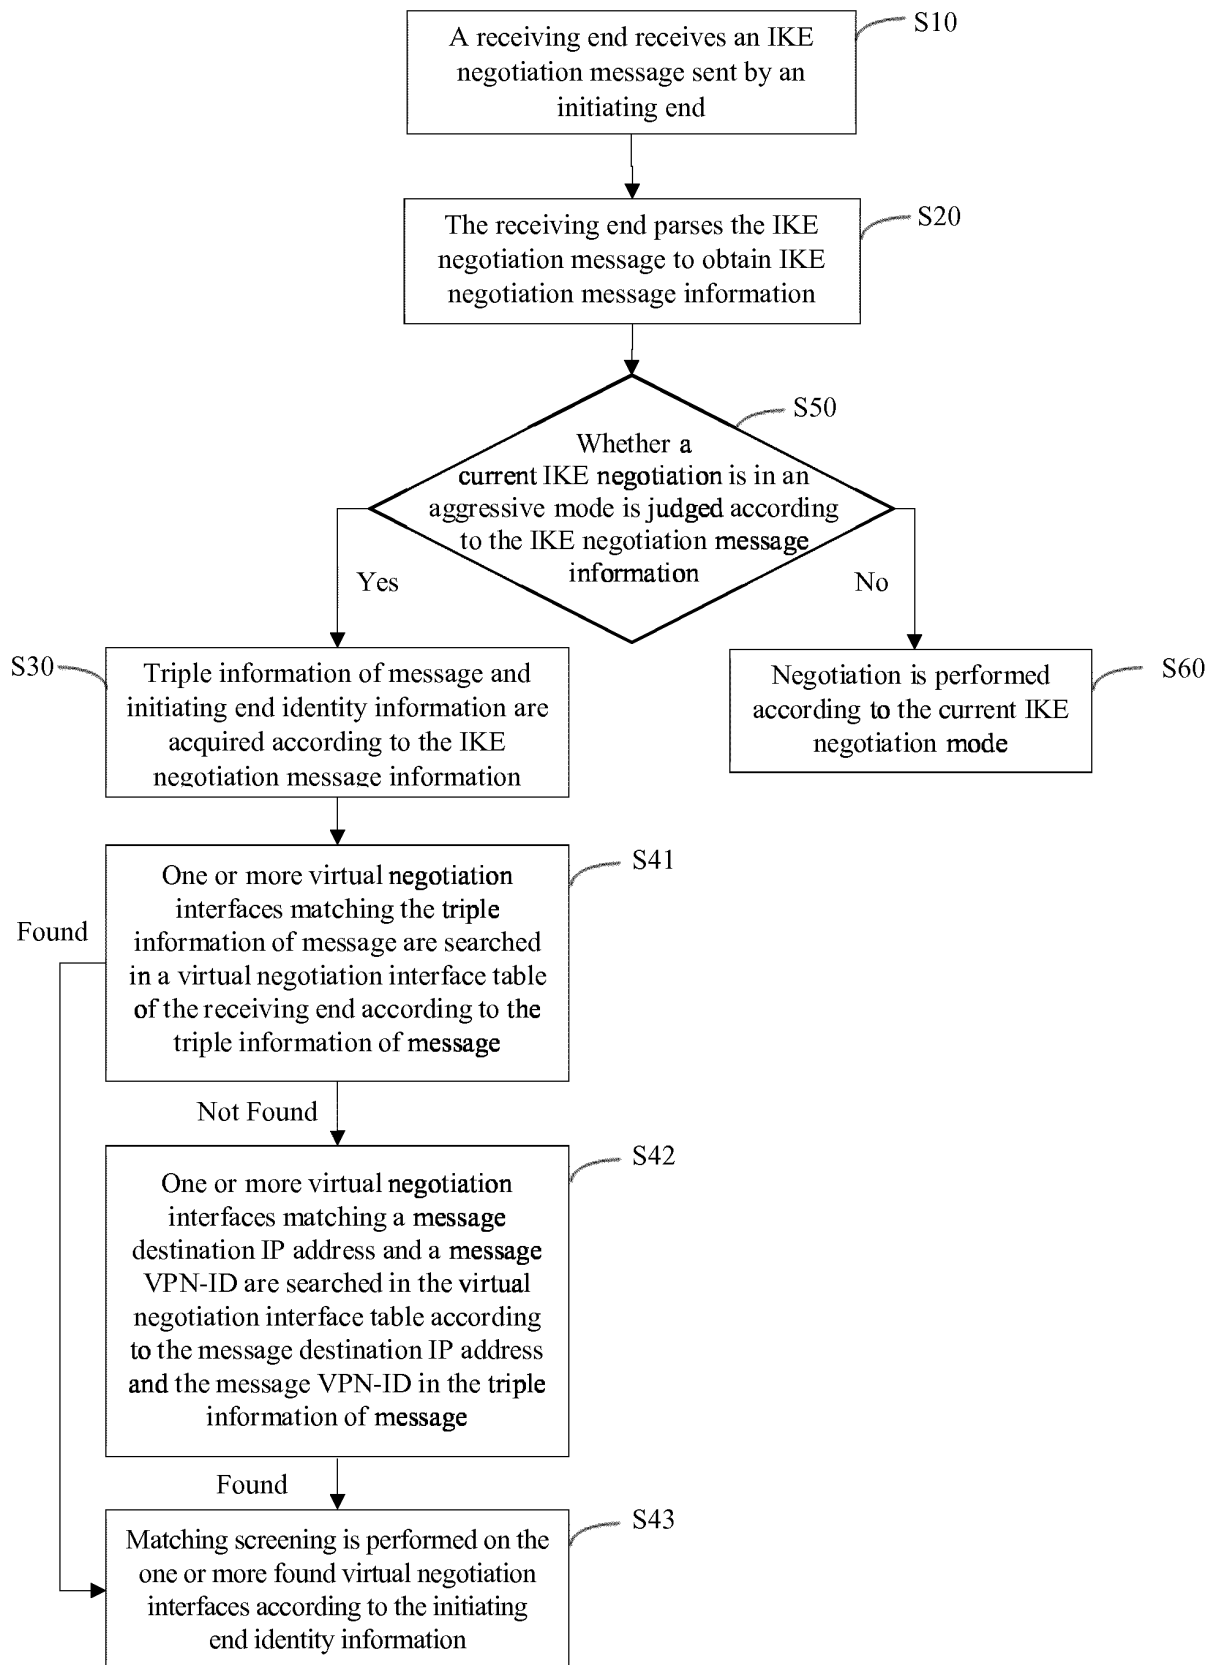 A receiving end receives an IKE
negotiation message sent by an
initiating end
S10
The receiving end parses the IKE
negotiation message to obtain IKE
negotiation message information
S20
S50
Whether a
current IKE negotiation is in an
aggressive mode is judged according
to the IKE negotiation message
information
Yes
No
S30
Triple information of message and
initiating end identity information are
acquired according to the IKE
negotiation message information
Negotiation is performed
according to the current IKE
negotiation mode
S60
S41
One or more virtual negotiation
interfaces matching the triple
information of message are searched
in a virtual negotiation interface table
of the receiving end according to the
triple information of message
Found
Not Found
S42
One or more virtual negotiation
interfaces matching a message
destination IP address and a message
VPN-ID are searched in the virtual
negotiation interface table according
to the message destination IP address
and the message VPN-ID in the triple
information of message
Found
S43
Matching screening is performed on the
one or more found virtual negotiation
interfaces according to the initiating
end identity information